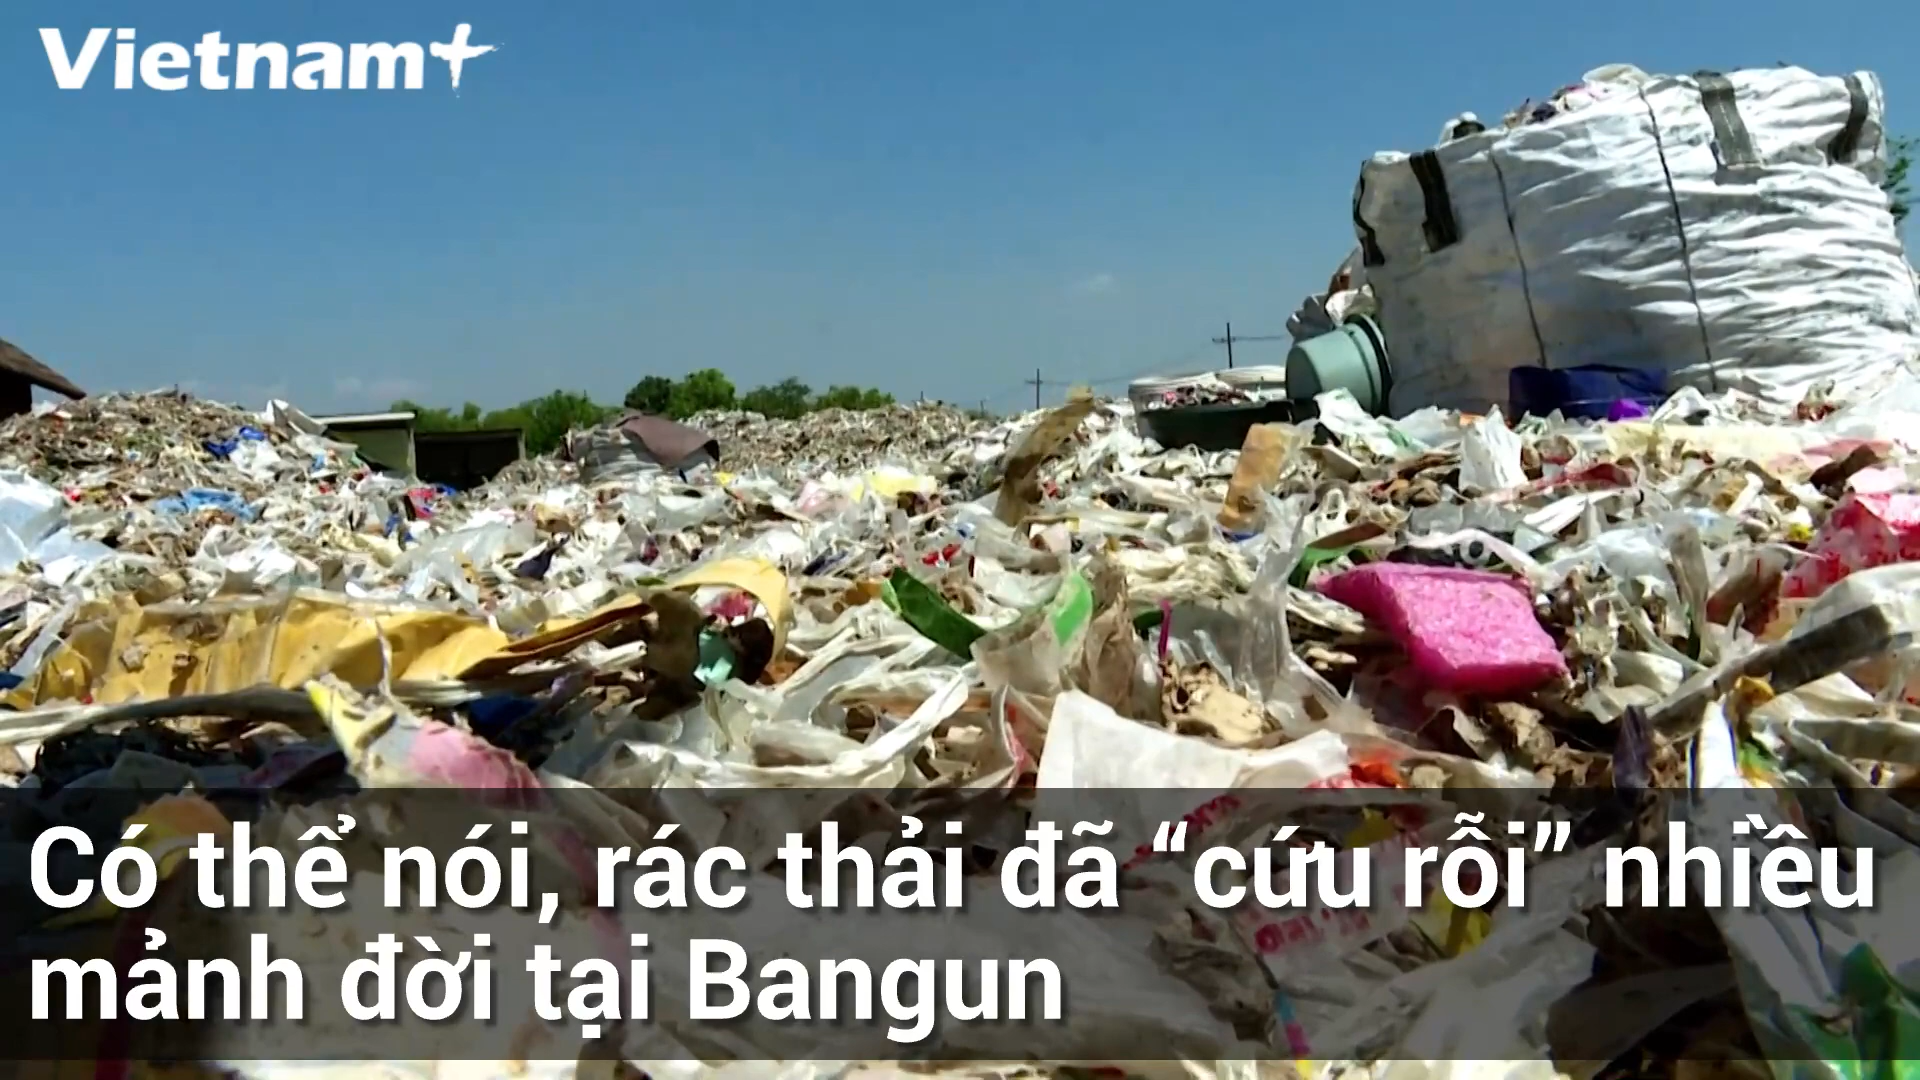 Vietnam+
Có thể nói, rác thải đã “cứu rỗi” nhiều
mảnh đời tại Bangun